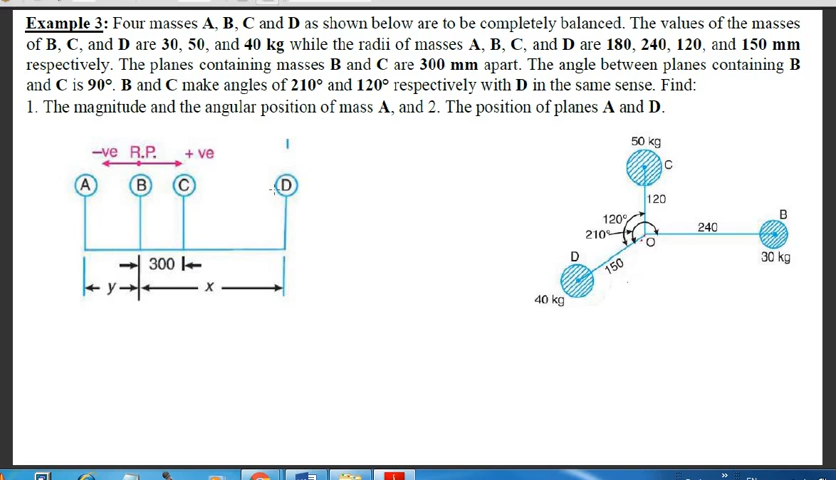 Example 3: Four masses A, B, C and D as shown below are to be completely balanced. The values of the masses
of B, C, and D are 30, 50, and 40 kg while the radii of masses A, B, C, and D are 180, 240, 120, and 150 mm
respectively. The planes containing masses B and C are 300 mm apart. The angle between planes containing B
and C is 90°. B and C make angles of 210° and 120° respectively with D in the same sense. Find:
1. The magnitude and the angular position of mass A, and 2. The position of planes A and D.
–ve R.P. + ve
A B C D
300
y x
50 kg
C
120
120°
210°
O
240
B
30 kg
D
150
40 kg